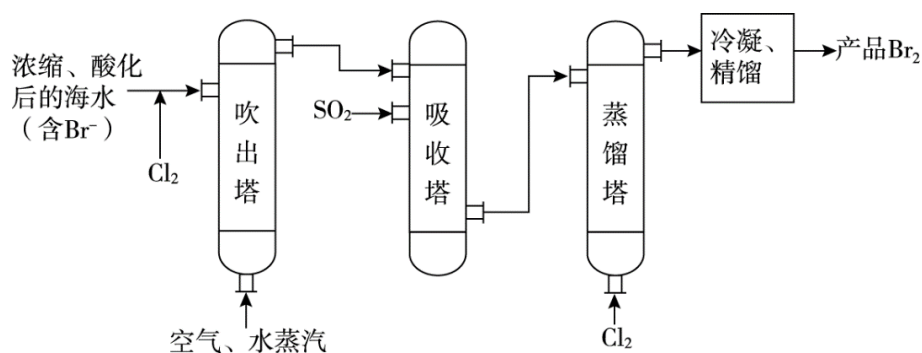 浓缩、酸化
后的海水
（含Br⁻）
Cl₂
吹出塔
空气、水蒸汽
SO₂
吸收塔
蒸馏塔
Cl₂
冷凝、
精馏
产品Br₂